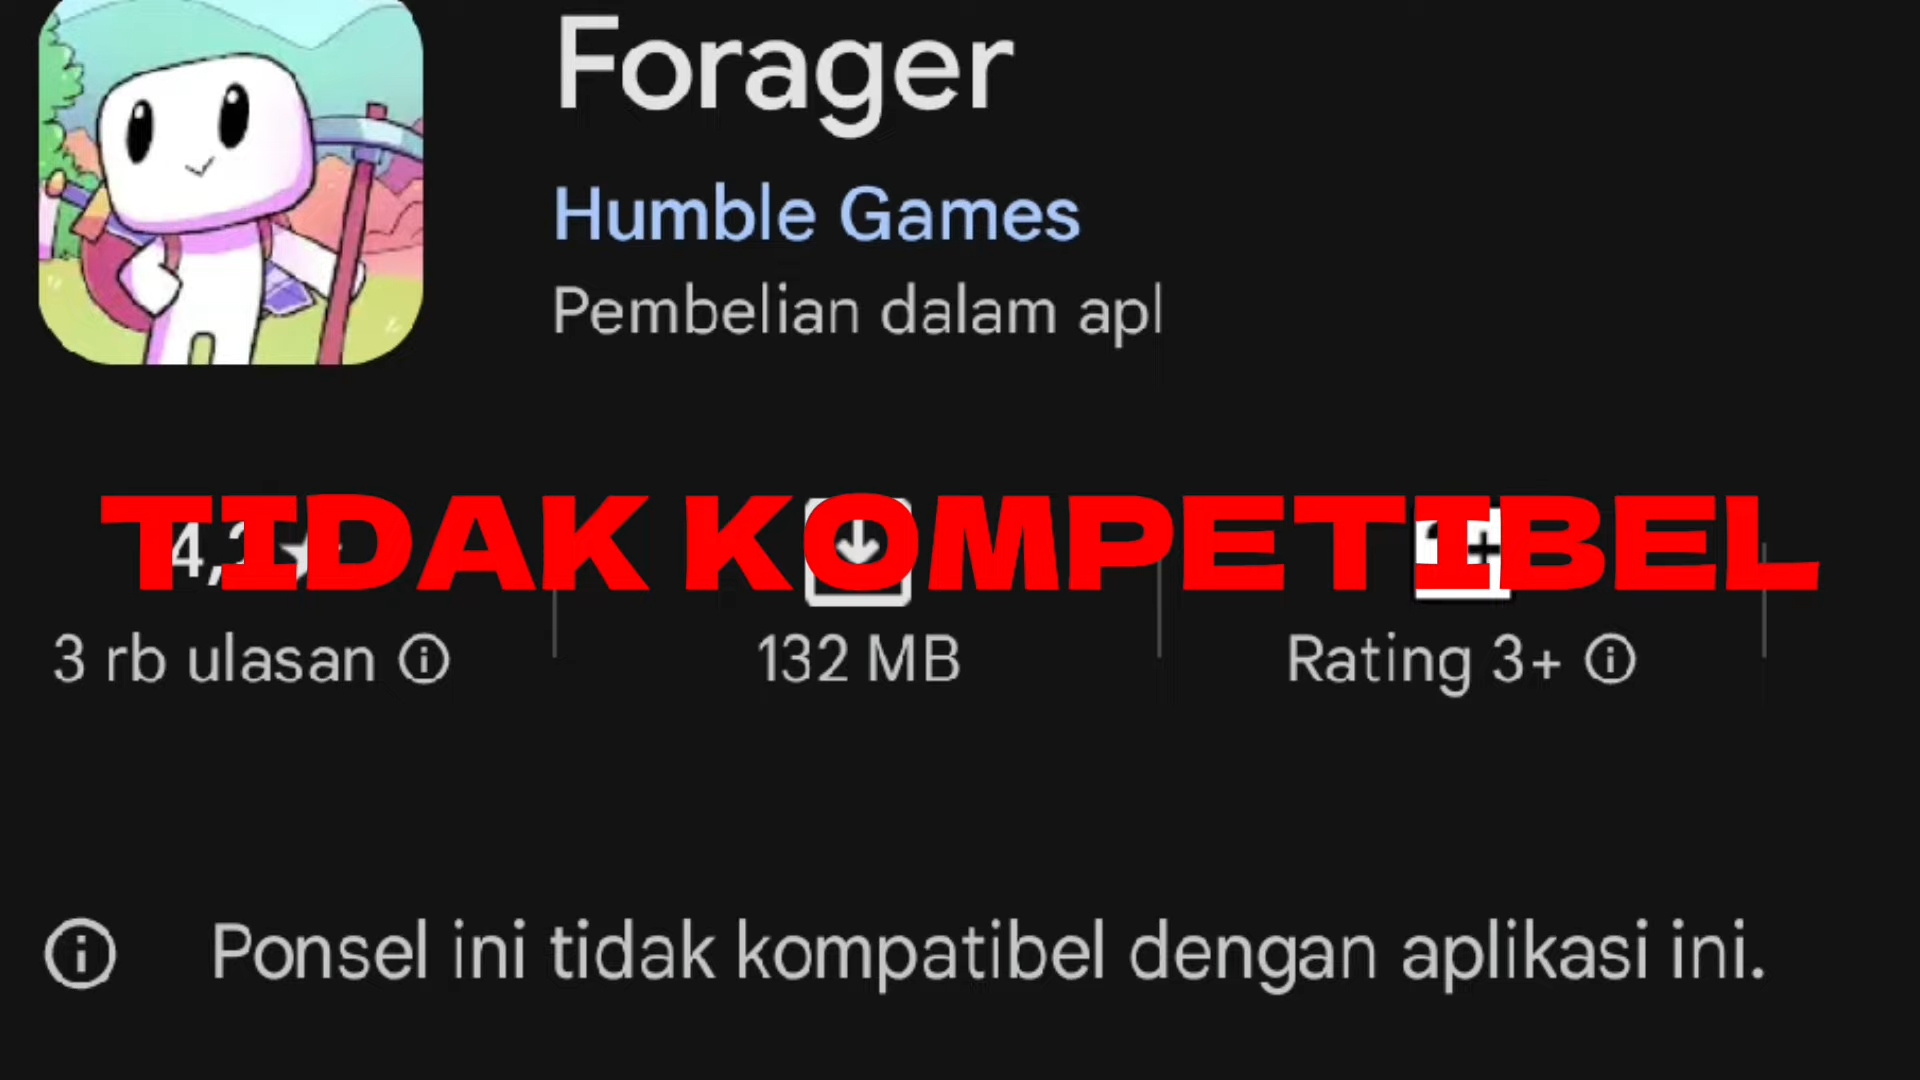 Forager
Humble Games
Pembelian dalam apl
TIDAK KOMPETIBEL
3 rb ulasan
132 MB
Rating 3+
Ponsel ini tidak kompatibel dengan aplikasi ini.